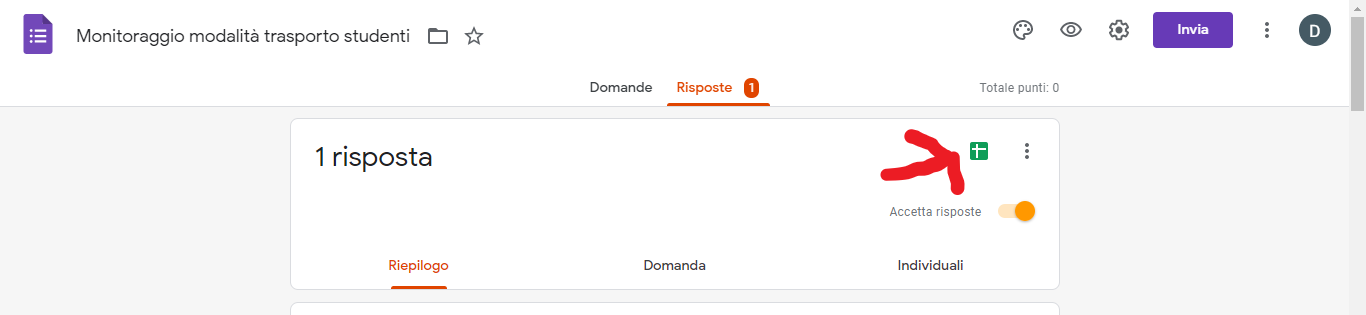 Monitoraggio modalità trasporto studenti
Invia
D
Domande Risposte 1
Totale punti: 0
1 risposta
Accetta risposte
Riepilogo Domanda Individuali